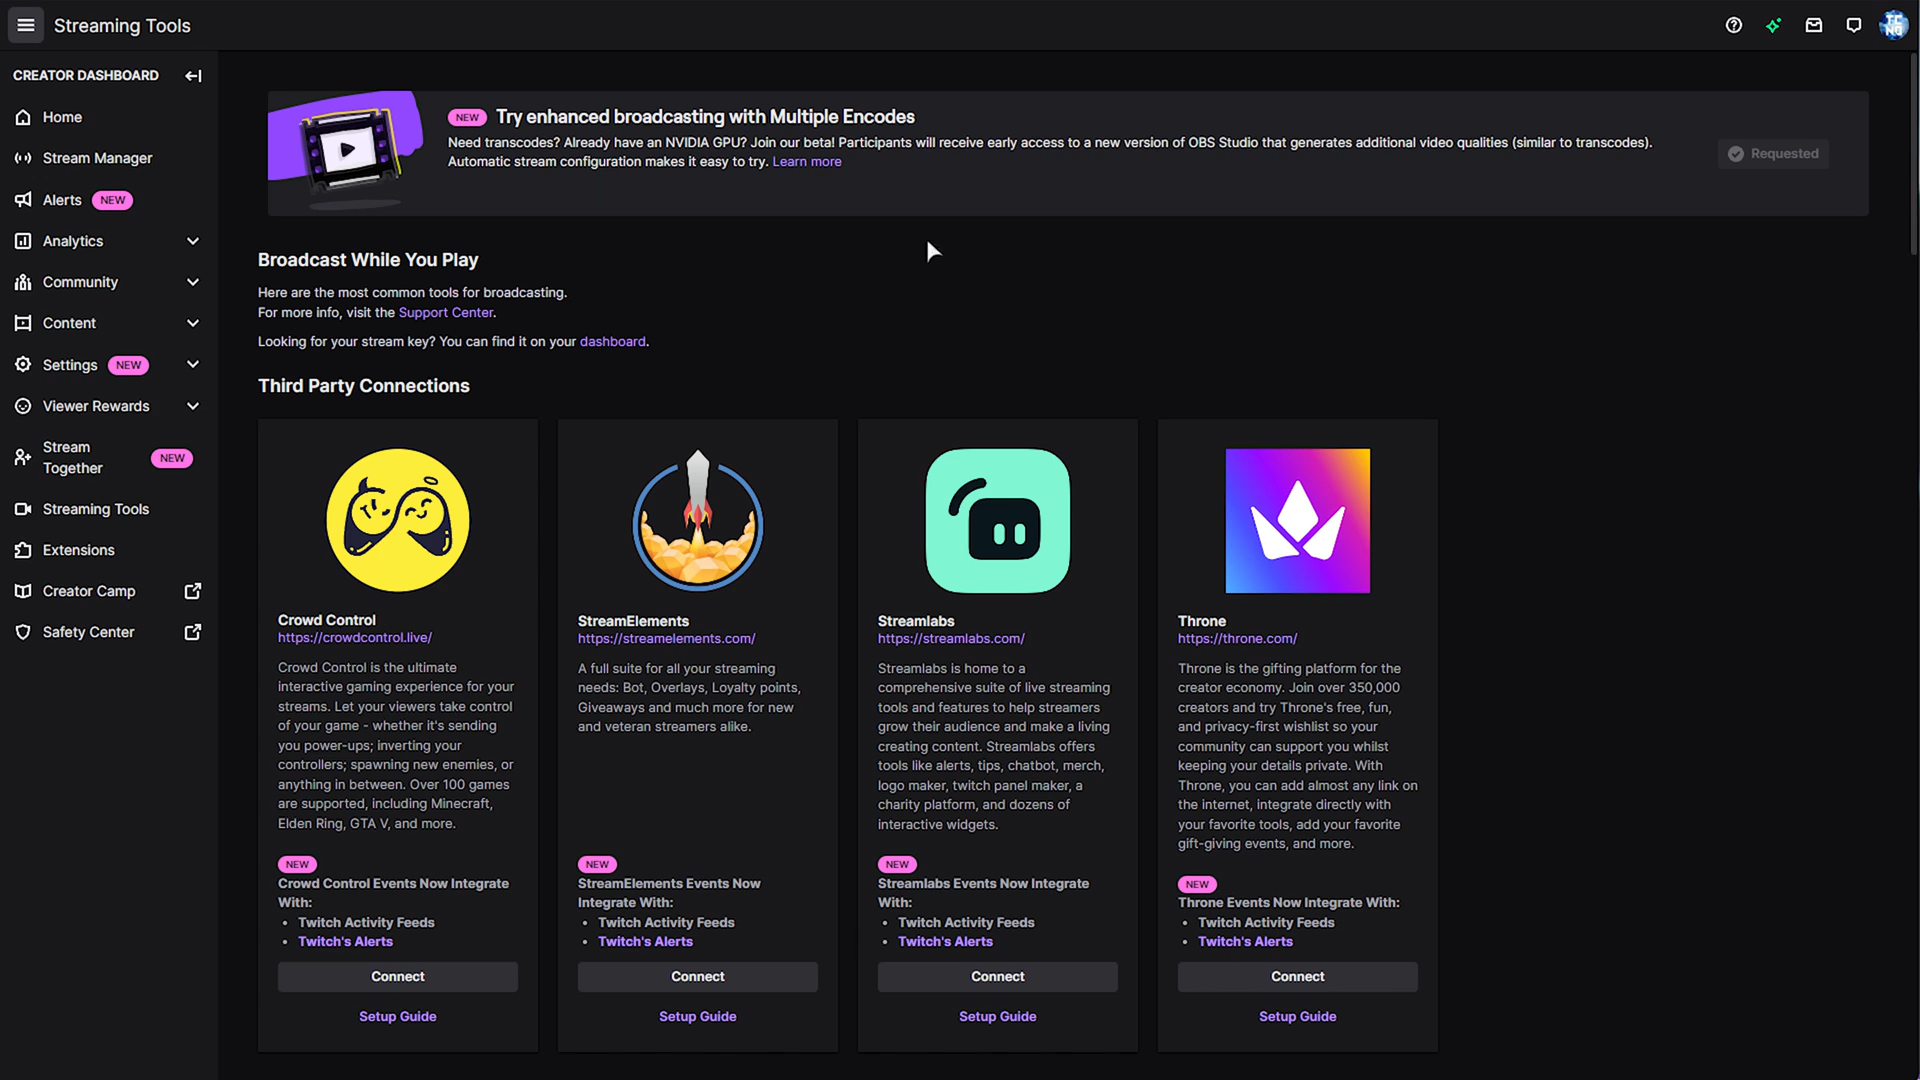 Streaming Tools
CREATOR DASHBOARD
Home
Stream Manager
Alerts NEW
Analytics
Community
Content
Settings NEW
Viewer Rewards
Stream
Together
NEW
Streaming Tools
Extensions
Creator Camp
Safety Center
NEW Try enhanced broadcasting with Multiple Encodes
Need transcodes? Already have an NVIDIA GPU? Join our beta! Participants will receive early access to a new version of OBS Studio that generates additional video qualities (similar to transcodes).
Automatic stream configuration makes it easy to try. Learn more
Requested
Broadcast While You Play
Here are the most common tools for broadcasting.
For more info, visit the Support Center.
Looking for your stream key? You can find it on your dashboard.
Third Party Connections
Crowd Control
https://crowdcontrol.live/
Crowd Control is the ultimate
interactive gaming experience for your
streams. Let your viewers take control
of your game - whether it's sending
you power-ups; inverting your
controllers; spawning new enemies, or
anything in between. Over 100 games
are supported, including Minecraft,
Elden Ring, GTA V, and more.
NEW
Crowd Control Events Now Integrate
With:
• Twitch Activity Feeds
• Twitch's Alerts
Connect
Setup Guide
StreamElements
https://streamelements.com/
A full suite for all your streaming
needs: Bot, Overlays, Loyalty points,
Giveaways and much more for new
and veteran streamers alike.
NEW
StreamElements Events Now
Integrate With:
• Twitch Activity Feeds
• Twitch's Alerts
Connect
Setup Guide
Streamlabs
https://streamlabs.com/
Streamlabs is home to a
comprehensive suite of live streaming
tools and features to help streamers
grow their audience and make a living
creating content. Streamlabs offers
tools like alerts, tips, chatbot, merch,
logo maker, twitch panel maker, a
charity platform, and dozens of
interactive widgets.
NEW
Streamlabs Events Now Integrate
With:
• Twitch Activity Feeds
• Twitch's Alerts
Connect
Setup Guide
Throne
https://throne.com/
Throne is the gifting platform for the
creator economy. Join over 350,000
creators and try Throne's free, fun,
and privacy-first wishlist so your
community can support you whilst
keeping your details private. With
Throne, you can add almost any link on
the internet, integrate directly with
your favorite tools, add your favorite
gift-giving events, and more.
NEW
Throne Events Now Integrate With:
• Twitch Activity Feeds
• Twitch's Alerts
Connect
Setup Guide